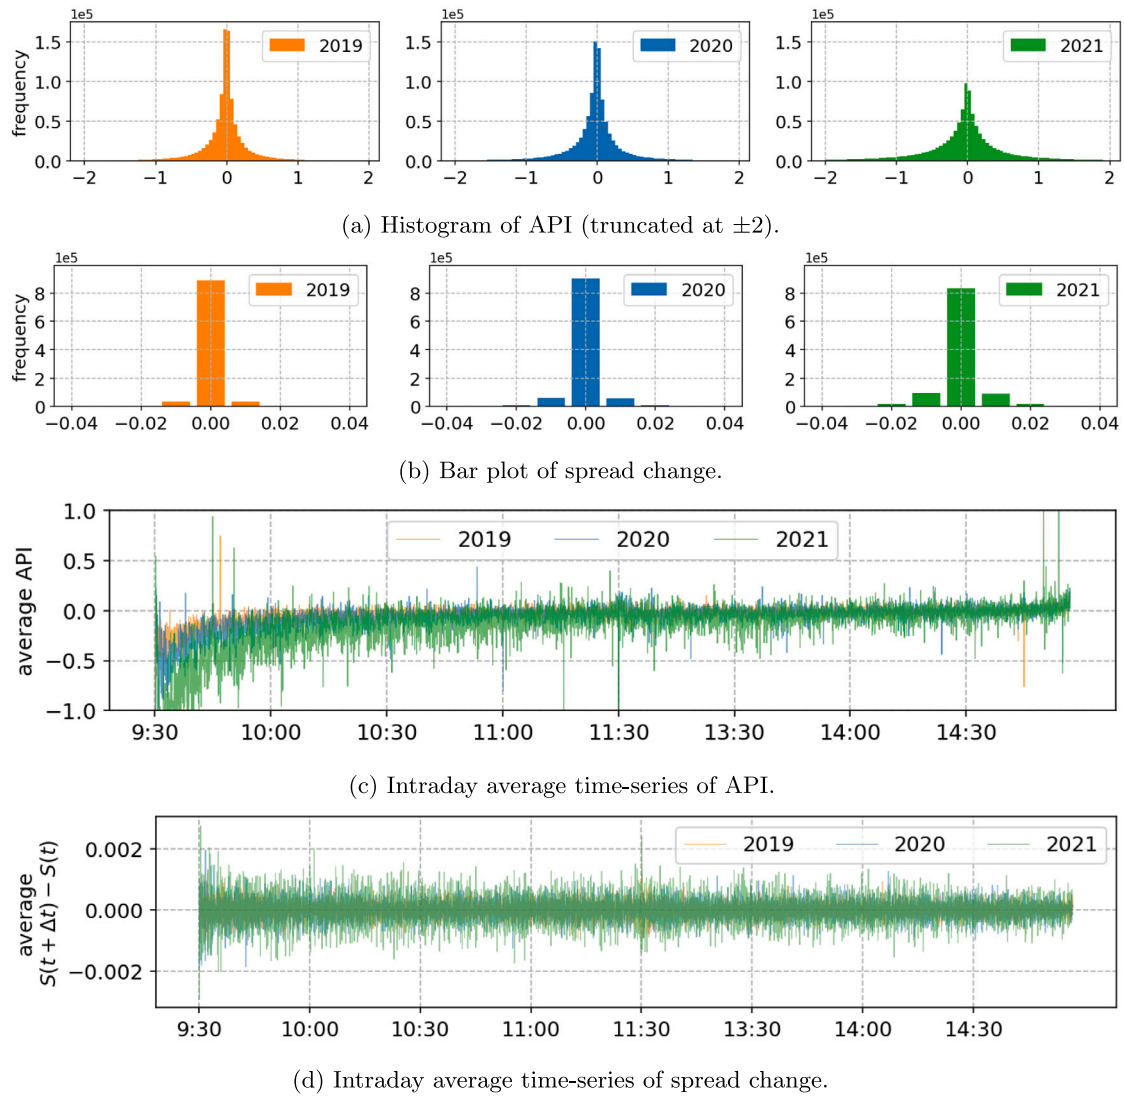 1e5 1e5 1e5
frequency
1.5 1.5 1.5
1.0 1.0 1.0
0.5 0.5 0.5
0.0 0.0 0.0
2019 2020 2021
−2 −1 0 1 2 −2 −1 0 1 2 −2 −1 0 1 2
(a) Histogram of API (truncated at ±2).
1e5 1e5 1e5
frequency
8 8 8
6 6 6
4 4 4
2 2 2
0 0 0
2019 2020 2021
−0.04 −0.02 0.00 0.02 0.04 −0.04 −0.02 0.00 0.02 0.04 −0.04 −0.02 0.00 0.02 0.04
(b) Bar plot of spread change.
average API
1.0
0.5
0.0
−0.5
−1.0
2019 2020 2021
9:30 10:00 10:30 11:00 11:30 13:30 14:00 14:30
(c) Intraday average time-series of API.
average
S(t + Δt) − S(t)
0.002
0.000
−0.002
2019 2020 2021
9:30 10:00 10:30 11:00 11:30 13:30 14:00 14:30
(d) Intraday average time-series of spread change.